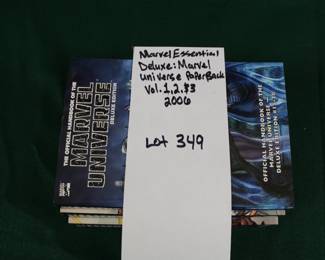 Marvel Essential
Deluxe: Marvel
Universe PaperBack
Vol. 1, 2, &3
2006
Lot 349
THE OFFICIAL HANDBOOK OF THE
MARVEL
UNIVERSE
DELUXE EDITION
OFFICIAL HANDBOOK OF THE
MARVEL UNIVERSE
DELUXE EDITION